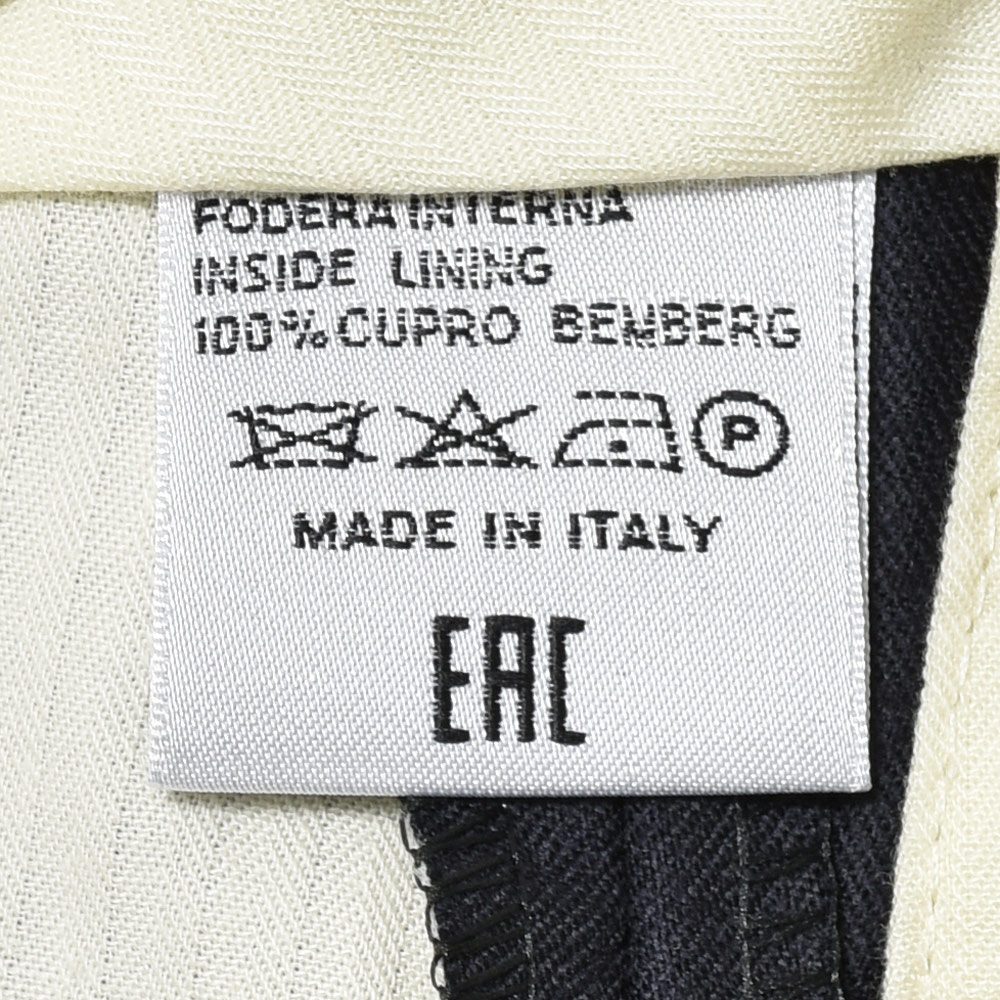 FODERA INTERNA
INSIDE LINING
100% CUPRO BEMBERG
P
MADE IN ITALY
EAC